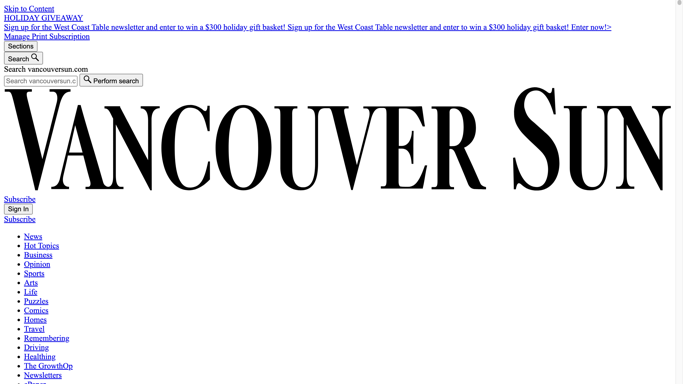 Skip to Content
HOLIDAY GIVEAWAY
Sign up for the West Coast Table newsletter and enter to win a $300 holiday gift basket! Sign up for the West Coast Table newsletter and enter to win a $300 holiday gift basket! Enter now!>
Manage Print Subscription
Sections
Search
Search vancouversun.com
Search vancouversun.c
Perform search
VANCOUVER SUN
Subscribe
Sign In
Subscribe
News
Hot Topics
Business
Opinion
Sports
Arts
Life
Puzzles
Comics
Homes
Travel
Remembering
Driving
Healthing
The GrowthOp
Newsletters